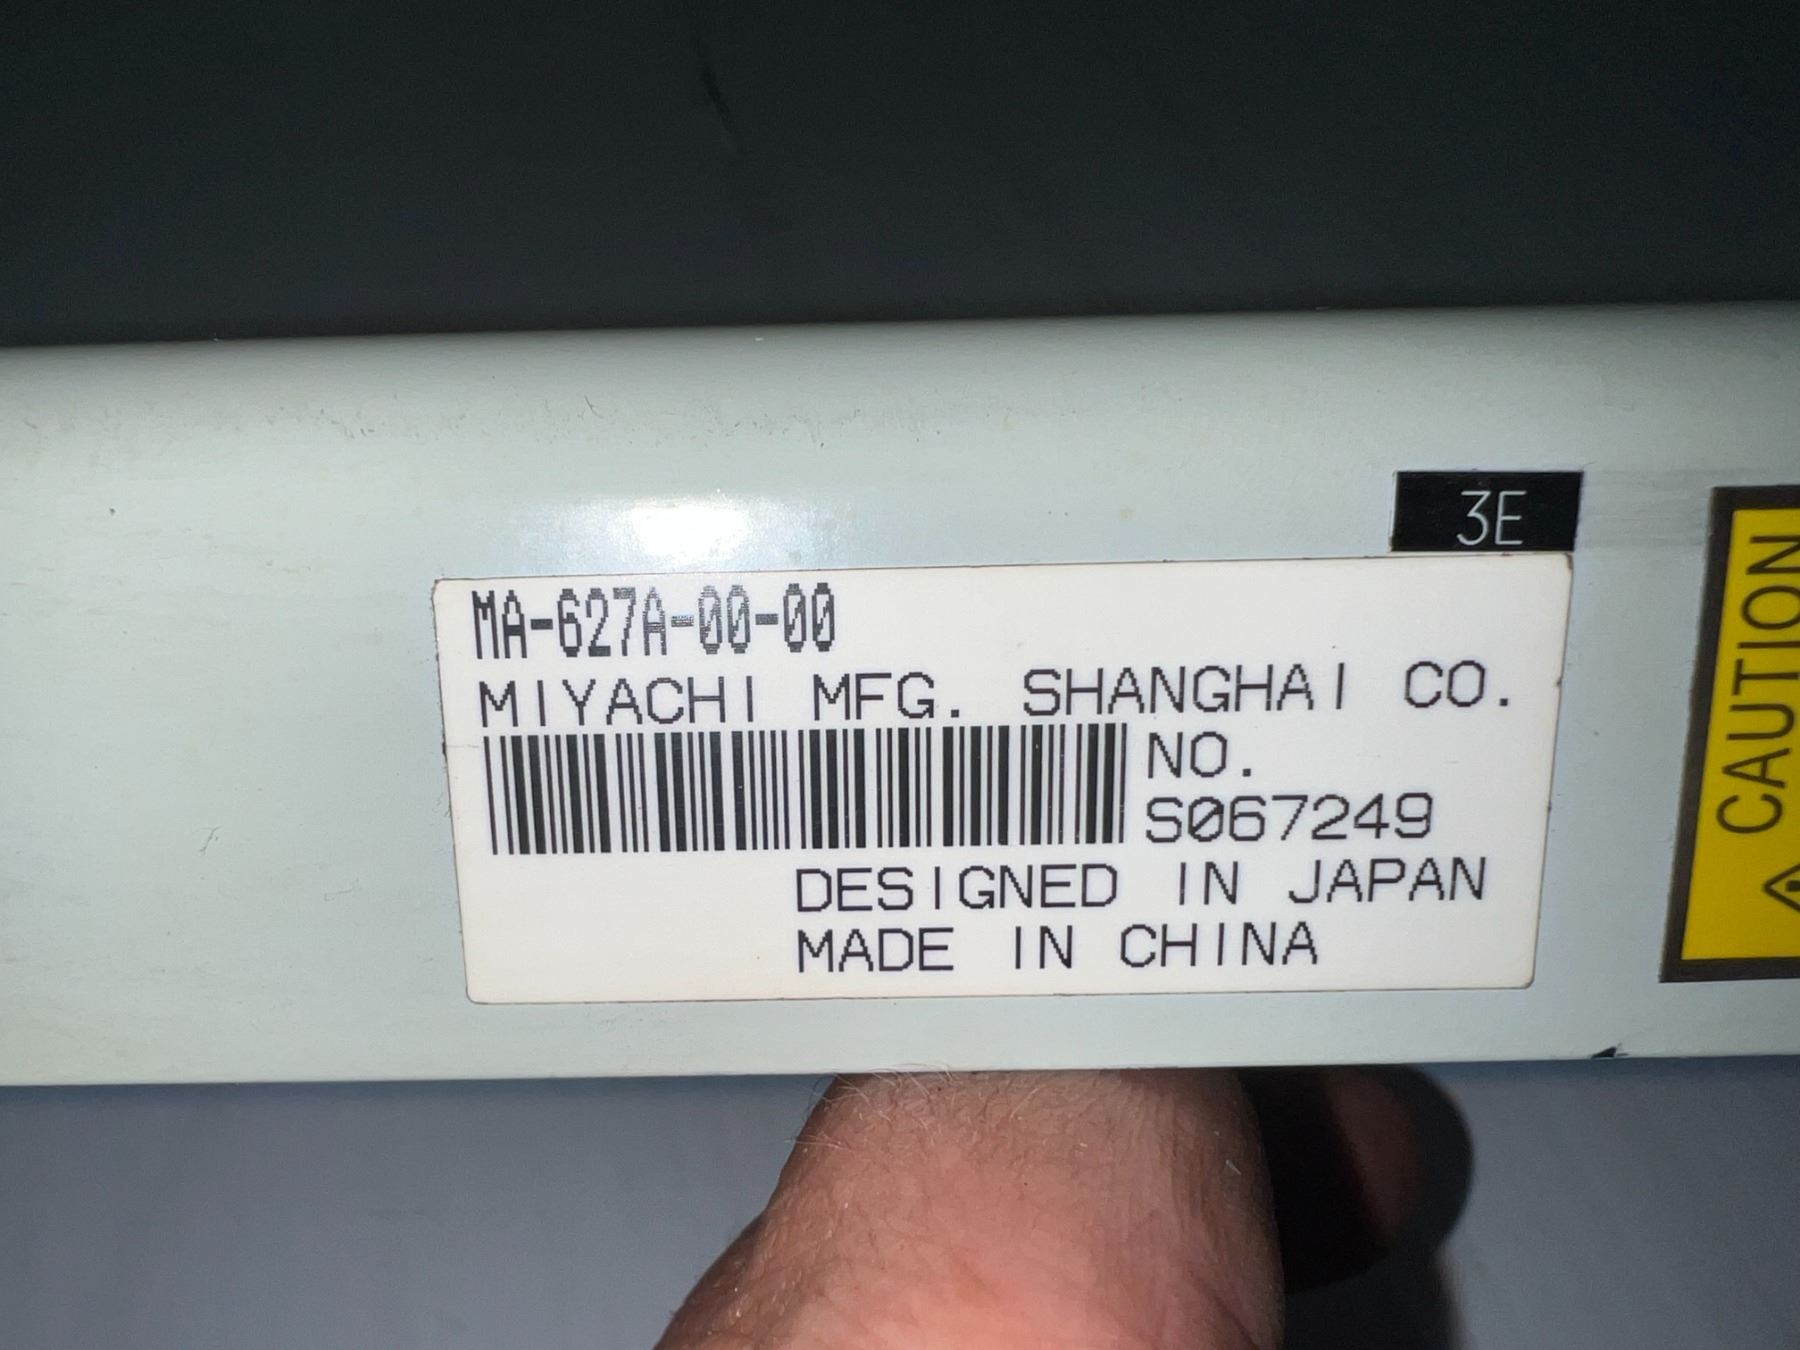 3E
MA-627A-00-00
MIYACHI MFG. SHANGHAI CO.
NO.
S067249
DESIGNED IN JAPAN
MADE IN CHINA
CAUTION